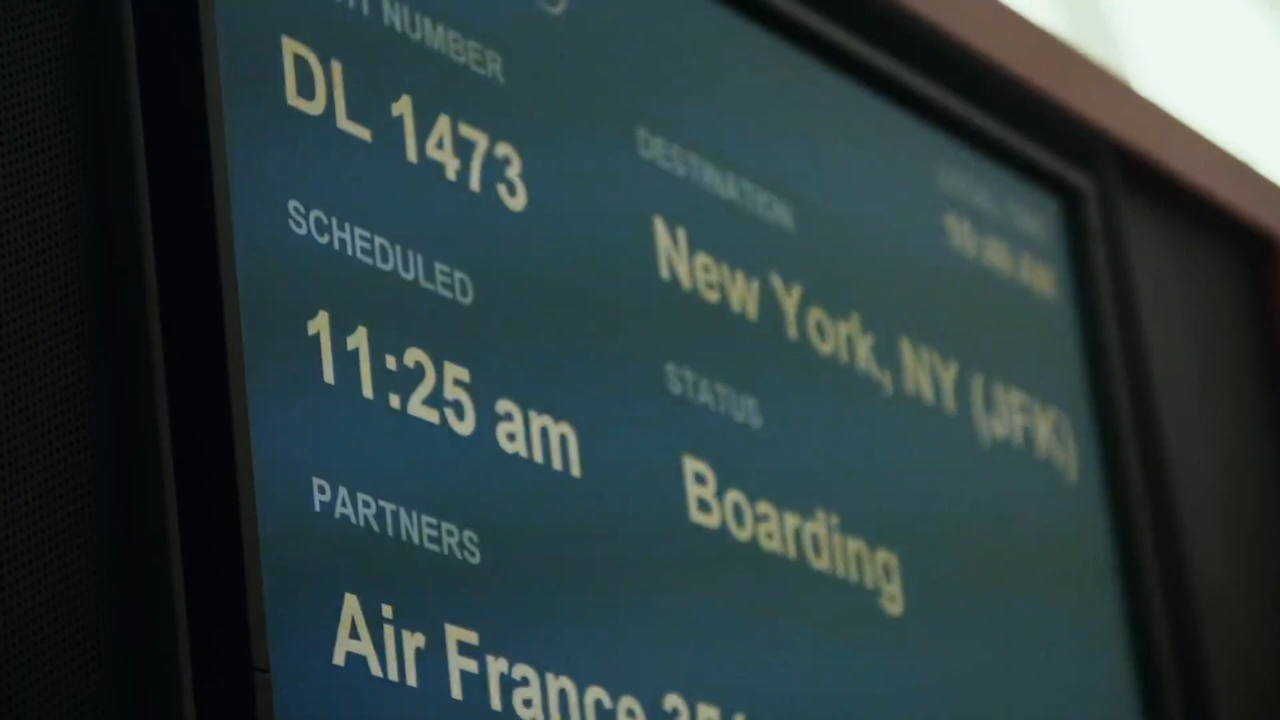 NUMBER
DL 1473
SCHEDULED
11:25 am
PARTNERS
Air France
DESTINATION
New York, NY (JFK)
STATUS
Boarding